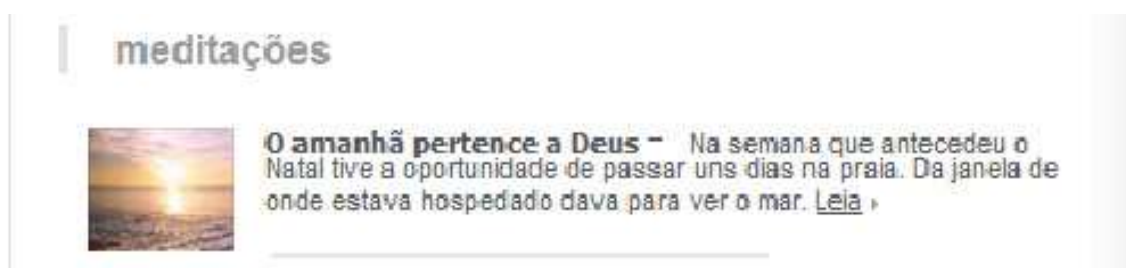 meditações
O amanhã pertence a Deus - Na semana que antecedeu o
Natal tive a oportunidade de passar uns dias na praia. Da janela de
onde estava hospedado dava para ver o mar. Leia ›